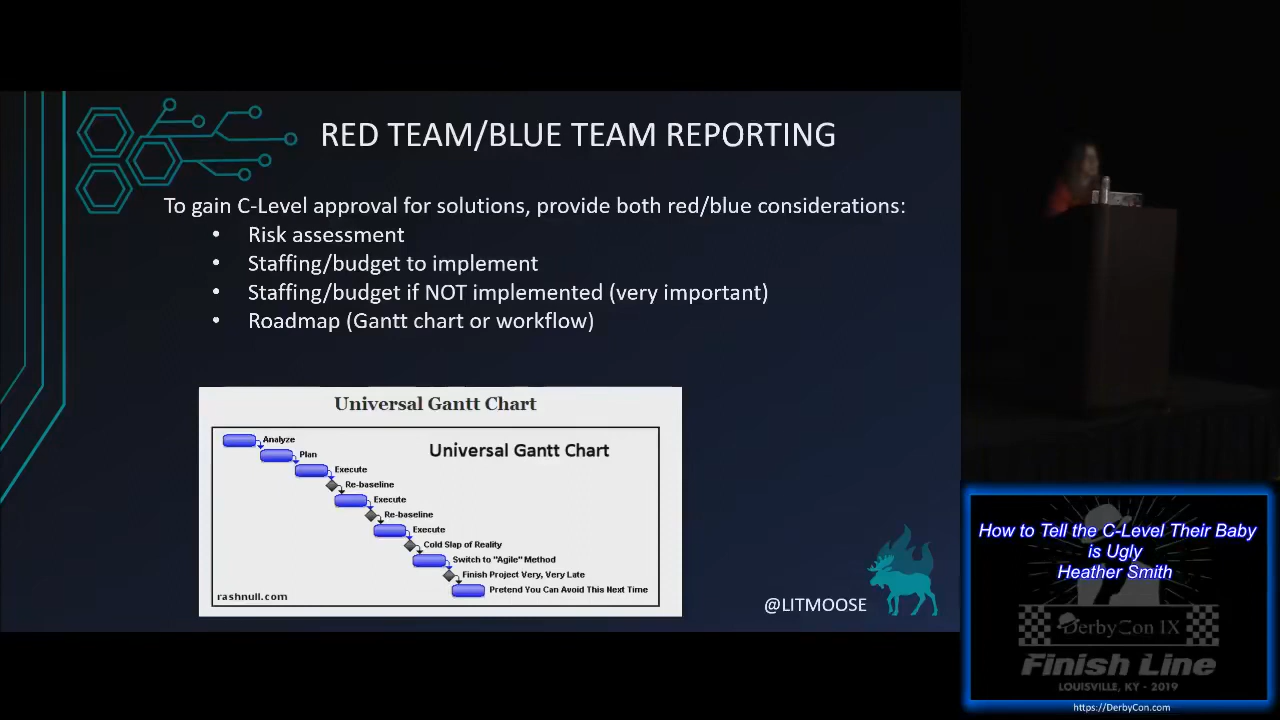 RED TEAM/BLUE TEAM REPORTING
To gain C-Level approval for solutions, provide both red/blue considerations:
• Risk assessment
• Staffing/budget to implement
• Staffing/budget if NOT implemented (very important)
• Roadmap (Gantt chart or workflow)
Universal Gantt Chart
Universal Gantt Chart
Analyze
Plan
Execute
Re-baseline
Execute
Re-baseline
Execute
Cold Slap of Reality
Switch to "Agile" Method
Finish Project Very, Very Late
Pretend You Can Avoid This Next Time
rashnull.com
@LITMOOSE
How to Tell the C-Level Their Baby
is Ugly
Heather Smith
DerbyCon IX
Finish Line
LOUISVILLE, KY - 2019
https://DerbyCon.com